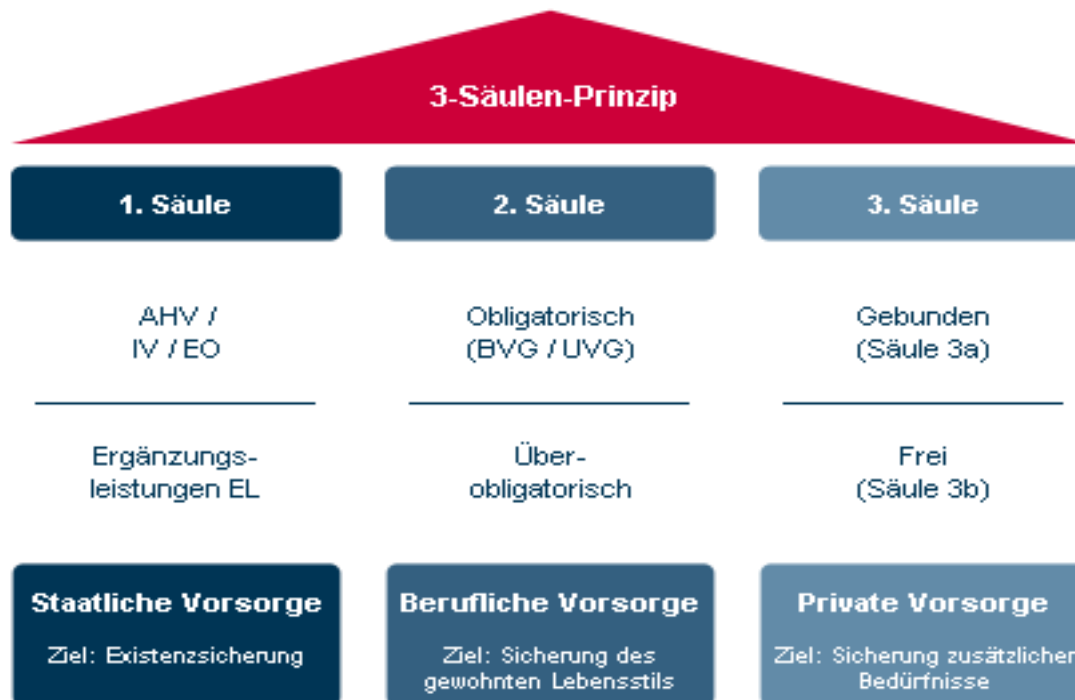 3-Säulen-Prinzip
1. Säule
2. Säule
3. Säule
AHV /
IV / EO
Obligatorisch
(BVG / UVG)
Gebunden
(Säule 3a)
Ergänzungs-
leistungen EL
Über-
obligatorisch
Frei
(Säule 3b)
Staatliche Vorsorge
Ziel: Existenzsicherung
Berufliche Vorsorge
Ziel: Sicherung des
gewohnten Lebensstils
Private Vorsorge
Ziel: Sicherung zusätzlicher
Bedürfnisse